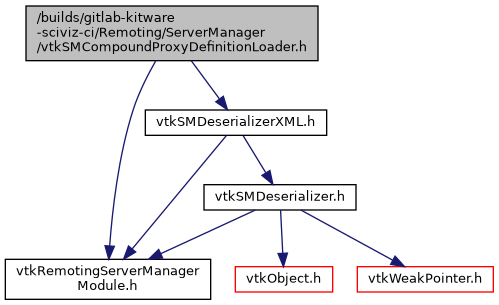 /builds/gitlab-kitware
-sciviz-ci/Remoting/ServerManager
/vtkSMCompoundProxyDefinitionLoader.h
vtkSMDeserializerXML.h
vtkSMDeserializer.h
vtkRemotingServerManager
Module.h
vtkObject.h
vtkWeakPointer.h